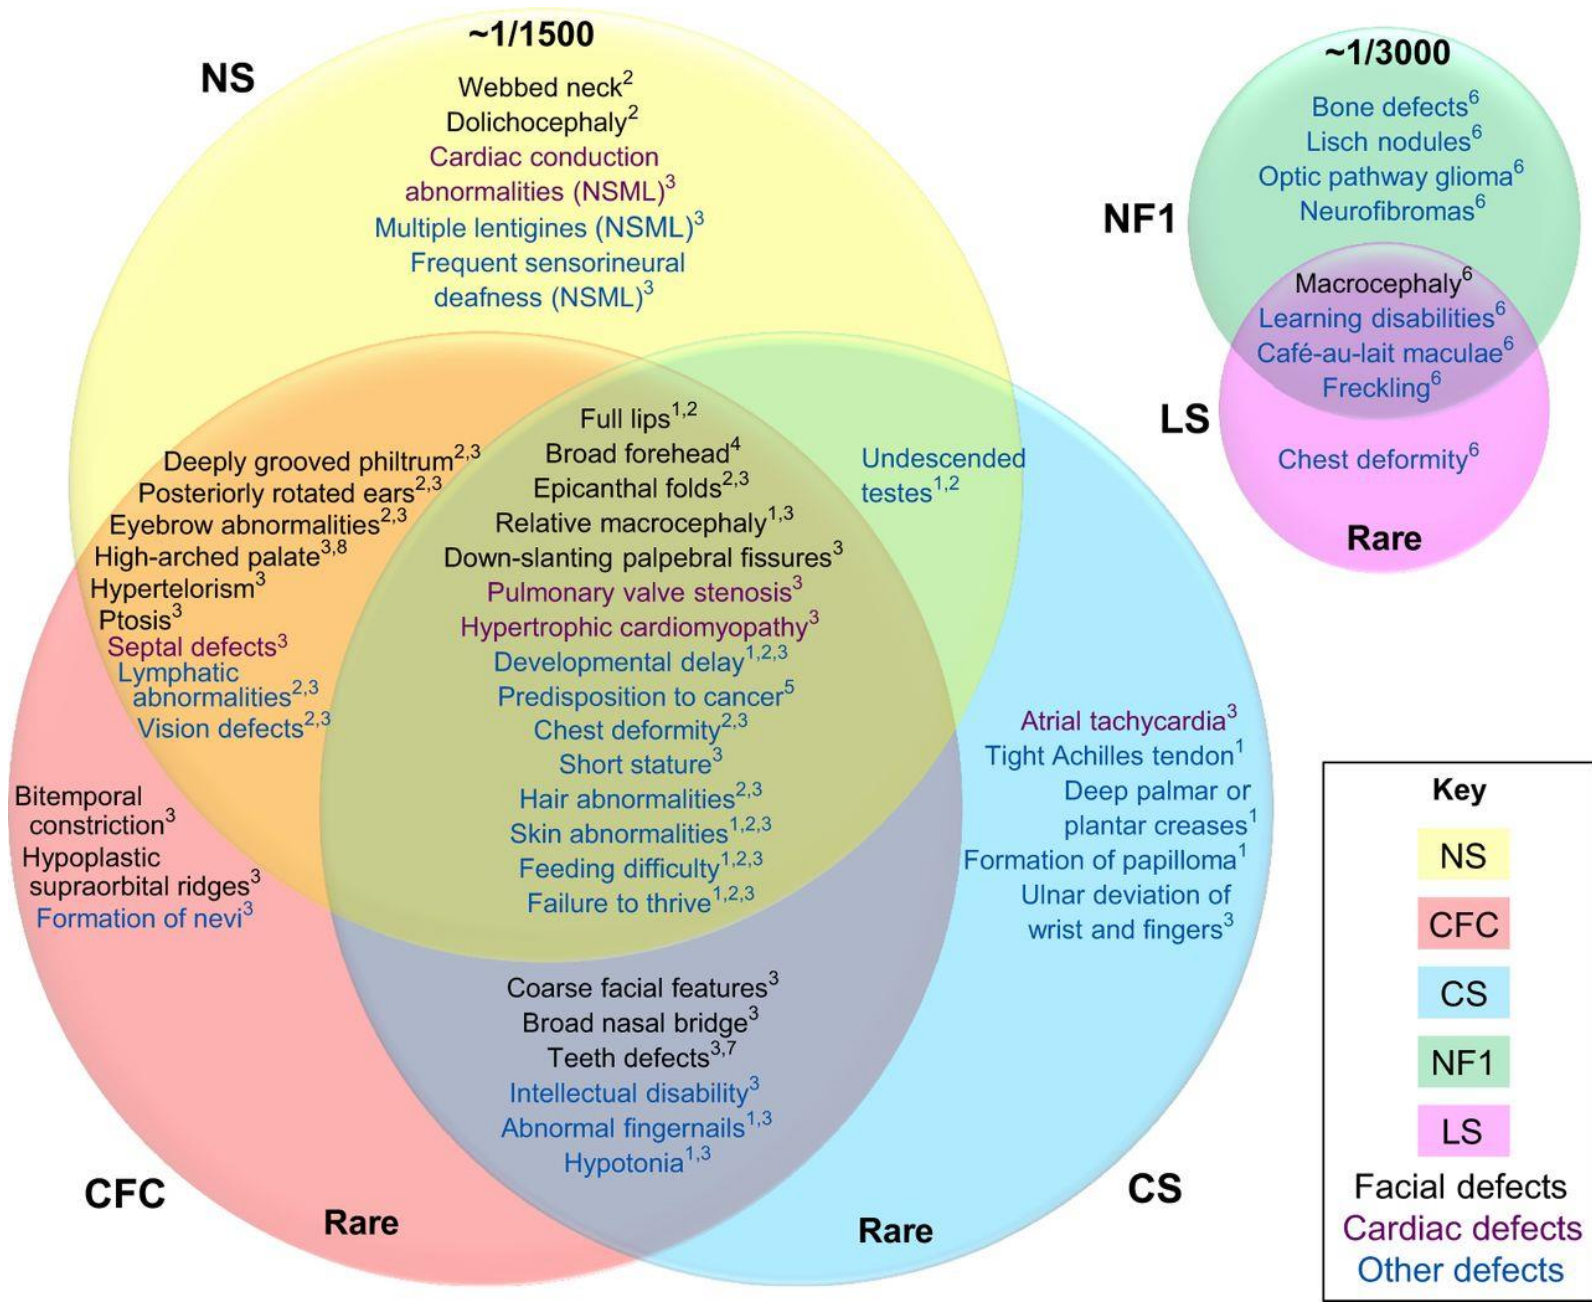 ~1/1500
NS
Webbed neck²
Dolichocephaly²
Cardiac conduction
abnormalities (NSML)³
Multiple lentigines (NSML)³
Frequent sensorineural
deafness (NSML)³
Deeply grooved philtrum²,³
Posteriorly rotated ears²,³
Eyebrow abnormalities²,³
High-arched palate³,⁸
Hypertelorism³
Ptosis³
Septal defects³
Lymphatic
abnormalities²,³
Vision defects²,³
Full lips¹,²
Broad forehead⁴
Epicanthal folds²,³
Relative macrocephaly¹,³
Down-slanting palpebral fissures³
Pulmonary valve stenosis³
Hypertrophic cardiomyopathy³
Developmental delay¹,²,³
Predisposition to cancer⁵
Chest deformity²,³
Short stature³
Hair abnormalities²,³
Skin abnormalities¹,²,³
Feeding difficulty¹,²,³
Failure to thrive¹,²,³
Undescended
testes¹,²
Bitemporal
constriction³
Hypoplastic
supraorbital ridges³
Formation of nevi³
Atrial tachycardia³
Tight Achilles tendon¹
Deep palmar or
plantar creases¹
Formation of papilloma¹
Ulnar deviation of
wrist and fingers³
Coarse facial features³
Broad nasal bridge³
Teeth defects³,⁷
Intellectual disability³
Abnormal fingernails¹,³
Hypotonia¹,³
CFC
Rare
Rare
CS
~1/3000
NF1
Bone defects⁶
Lisch nodules⁶
Optic pathway glioma⁶
Neurofibromas⁶
Macrocephaly⁶
Learning disabilities⁶
Café-au-lait maculae⁶
Freckling⁶
LS
Chest deformity⁶
Rare
Key
NS
CFC
CS
NF1
LS
Facial defects
Cardiac defects
Other defects